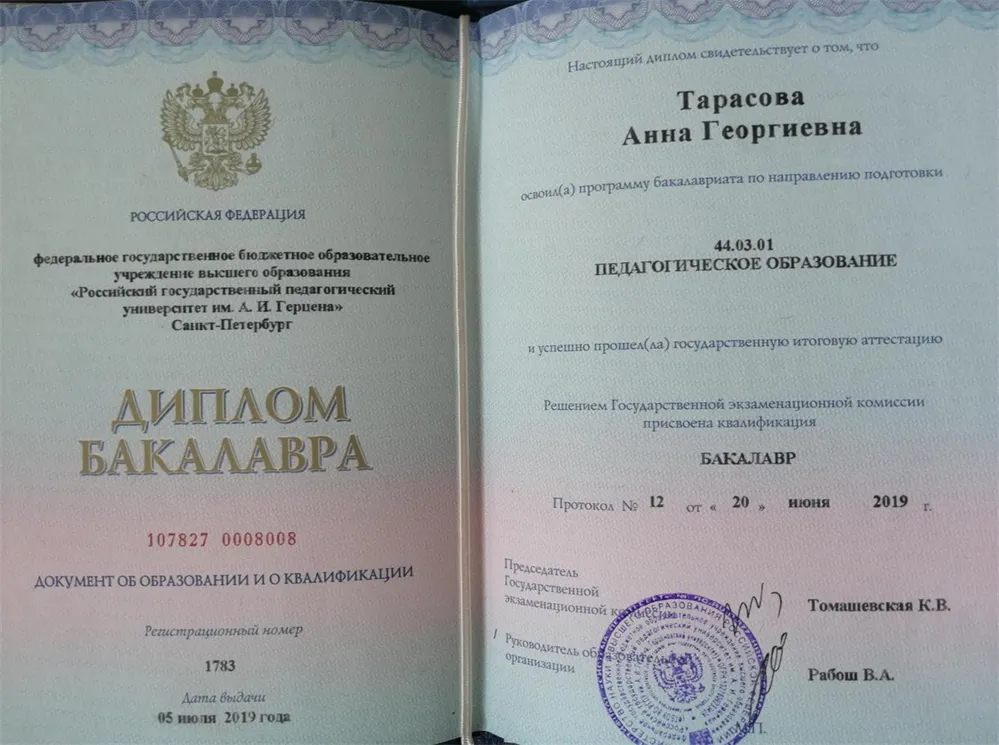 РОССИЙСКАЯ ФЕДЕРАЦИЯ
федеральное государственное бюджетное образовательное
учреждение высшего образования
«Российский государственный педагогический
университет им. А. И. Герцена»
Санкт-Петербург
ДИПЛОМ
БАКАЛАВРА
107827 0008008
ДОКУМЕНТ ОБ ОБРАЗОВАНИИ И О КВАЛИФИКАЦИИ
Регистрационный номер
1783
Дата выдачи
05 июля 2019 года
Настоящий диплом свидетельствует о том, что
Тарасова
Анна Георгиевна
освоил(а) программу бакалавриата по направлению подготовки
44.03.01
ПЕДАГОГИЧЕСКОЕ ОБРАЗОВАНИЕ
и успешно прошел(ла) государственную итоговую аттестацию
Решением Государственной экзаменационной комиссии
присвоена квалификация
БАКАЛАВР
Протокол № 12 от « 20 » июня 2019 г.
Председатель
Государственной
экзаменационной комиссии
Томашевская К.В.
Руководитель образовательной
организации
Рабош В.А.